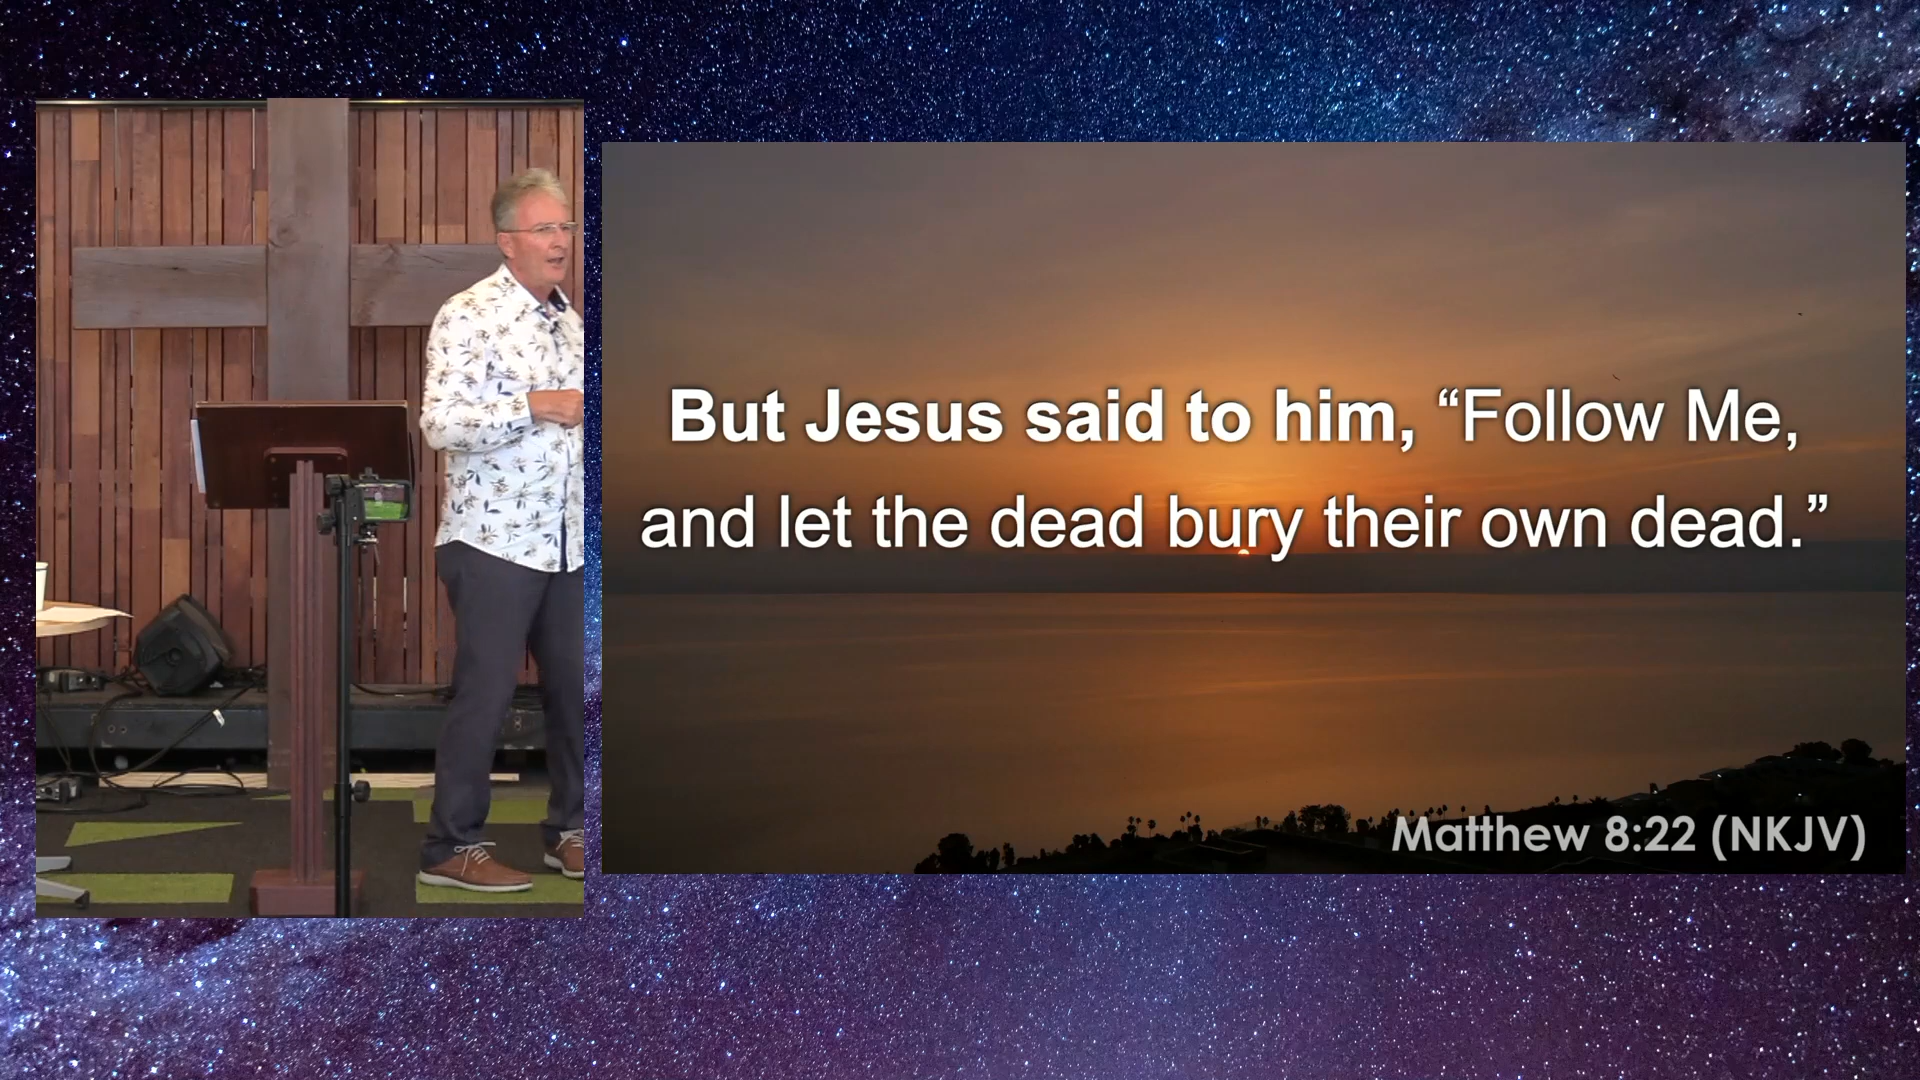 But Jesus said to him, “Follow Me,
and let the dead bury their own dead.”
Matthew 8:22 (NKJV)